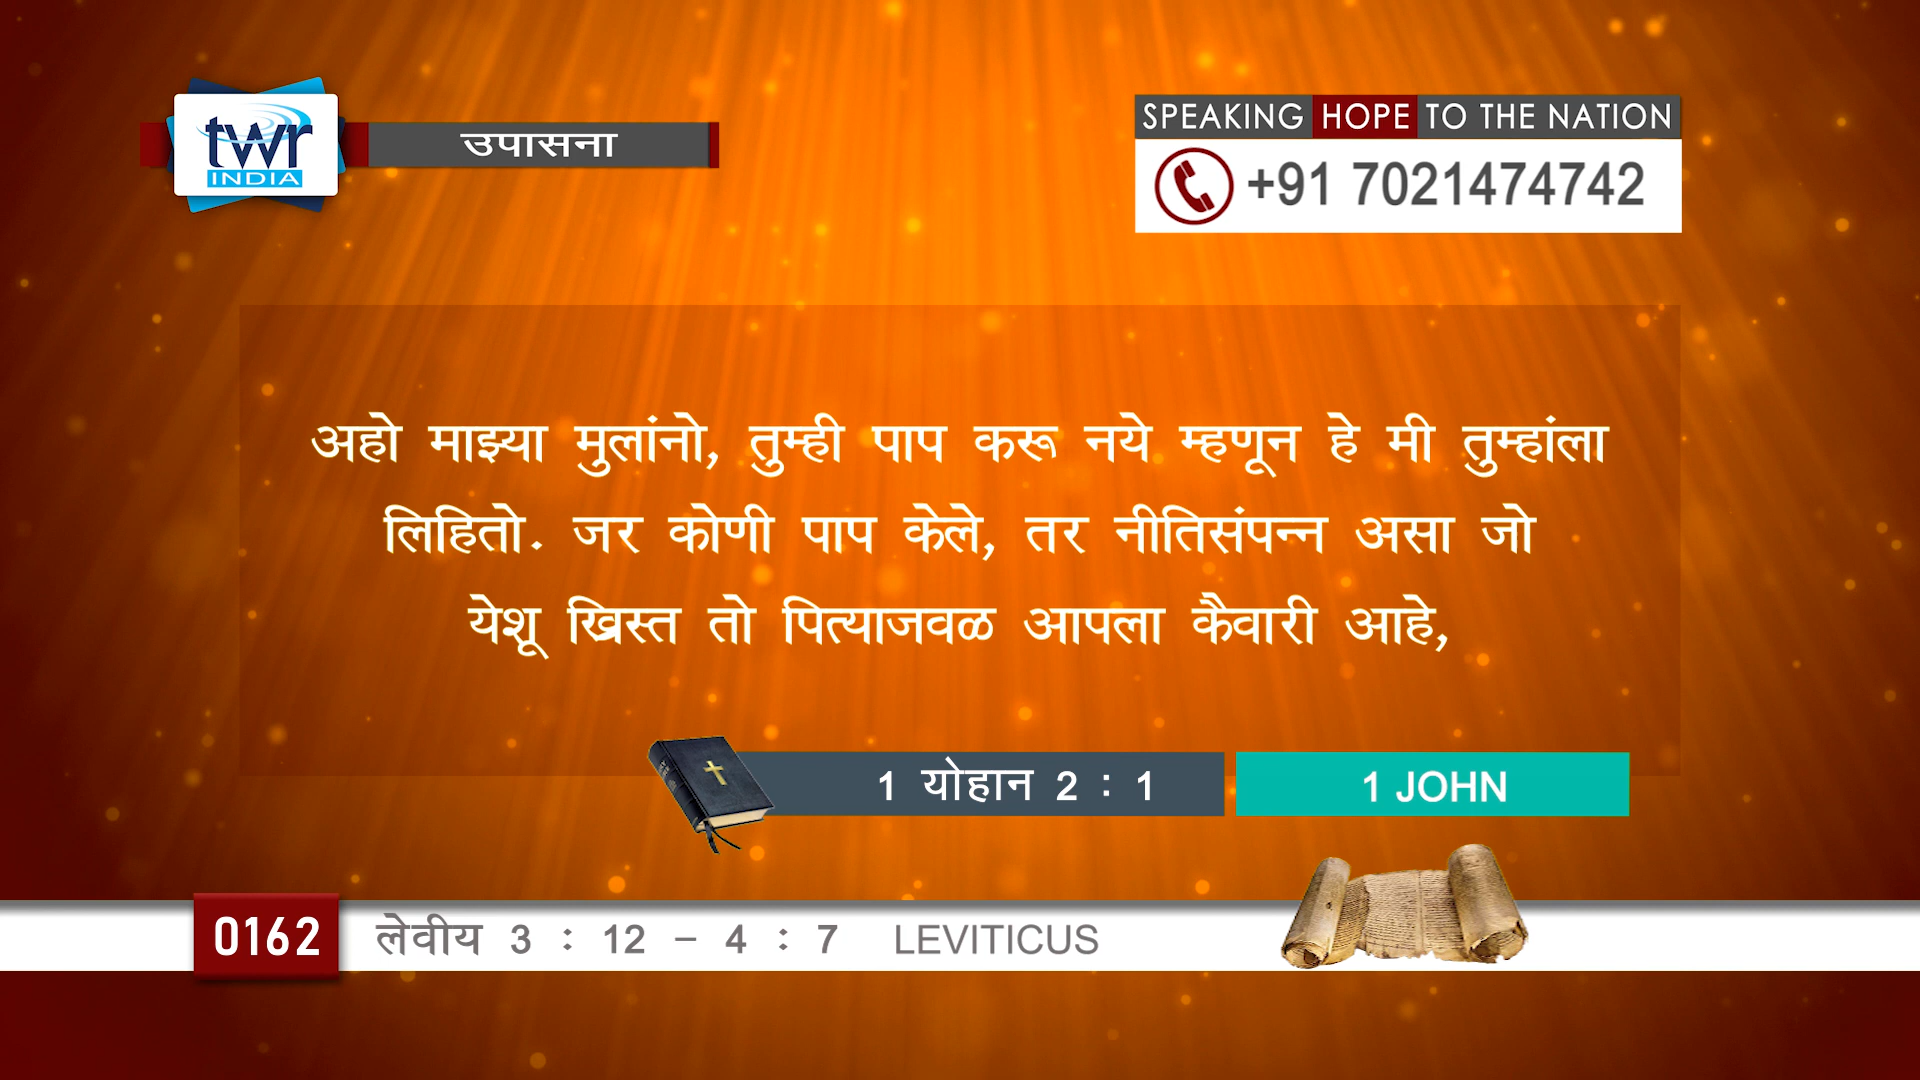 twr
INDIA
उपासना
SPEAKING HOPE TO THE NATION
+91 7021474742
अहो माझ्या मुलांनो, तुम्ही पाप करू नये म्हणून हे मी तुम्हांला
लिहितो. जर कोणी पाप केले, तर नीतिसंपन्न असा जो
येशू ख्रिस्त तो पित्याजवळ आपला कैवारी आहे,
1 योहान 2 : 1
1 JOHN
0162
लेवीय 3 : 12 – 4 : 7 LEVITICUS